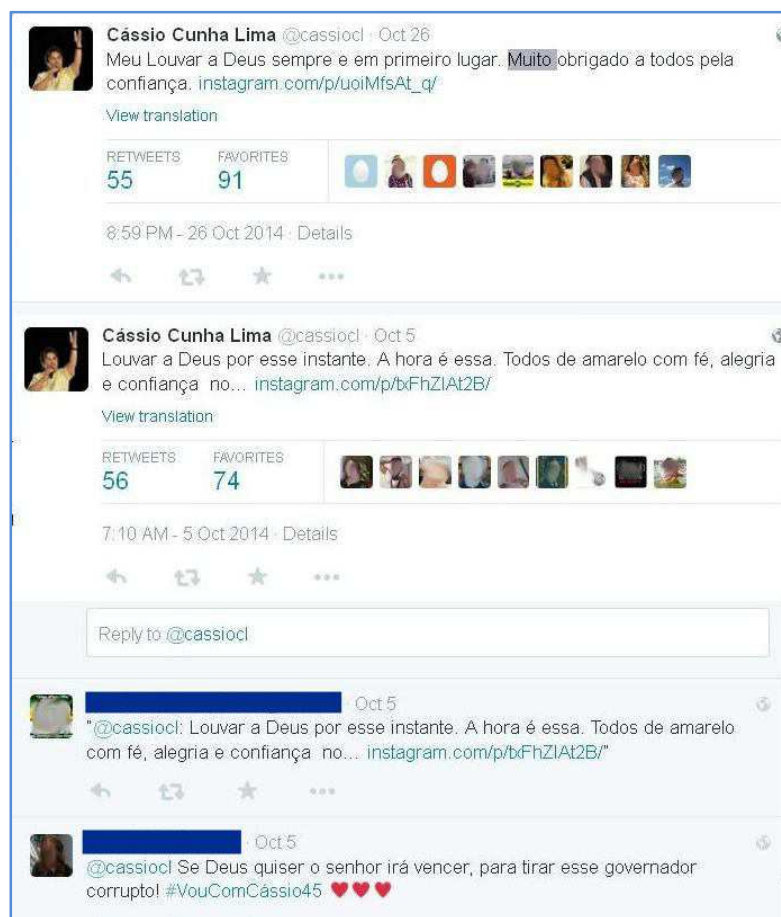 Cássio Cunha Lima @cassiocl · Oct 26
Meu Louvar a Deus sempre e em primeiro lugar. Muito obrigado a todos pela
confiança. instagram.com/p/uoiMfsAt_q/
View translation
RETWEETS FAVORITES
55 91
8:59 PM - 26 Oct 2014 · Details
Cássio Cunha Lima @cassiocl · Oct 5
Louvar a Deus por esse instante. A hora é essa. Todos de amarelo com fé, alegria
e confiança no... instagram.com/p/txFhZlAt2B/
View translation
RETWEETS FAVORITES
56 74
7:10 AM - 5 Oct 2014 · Details
Reply to @cassiocl
· Oct 5
"@cassiocl: Louvar a Deus por esse instante. A hora é essa. Todos de amarelo
com fé, alegria e confiança no... instagram.com/p/txFhZlAt2B/"
· Oct 5
@cassiocl Se Deus quiser o senhor irá vencer, para tirar esse governador
corrupto! #VouComCássio45 ♥ ♥ ♥